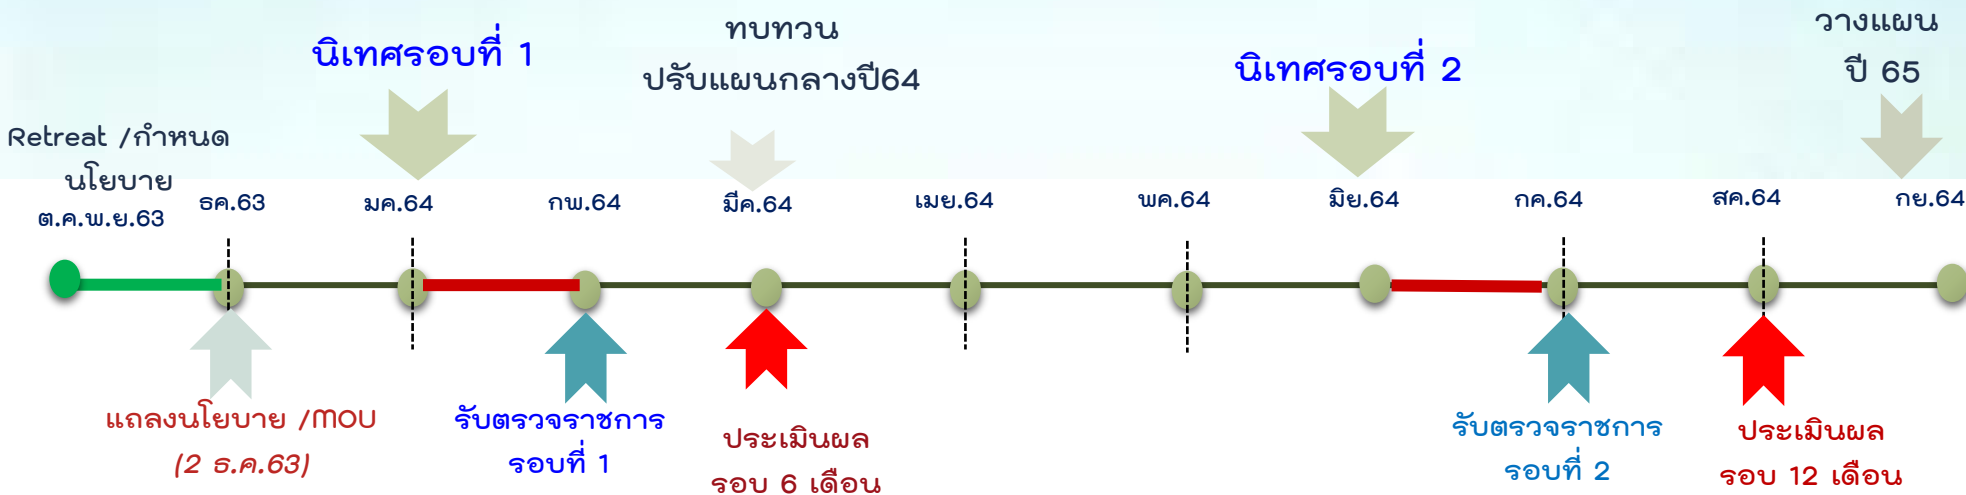 นิเทศรอบที่ 1
ทบทวน
ปรับแผนกลางปี64
นิเทศรอบที่ 2
วางแผน
ปี 65
Retreat /กำหนด
นโยบาย
ต.ค.พ.ย.63
ธค.63
มค.64
กพ.64
มีค.64
เมย.64
พค.64
มิย.64
กค.64
สค.64
กย.64
แถลงนโยบาย /MOU
(2 ธ.ค.63)
รับตรวจราชการ
รอบที่ 1
ประเมินผล
รอบ 6 เดือน
รับตรวจราชการ
รอบที่ 2
ประเมินผล
รอบ 12 เดือน